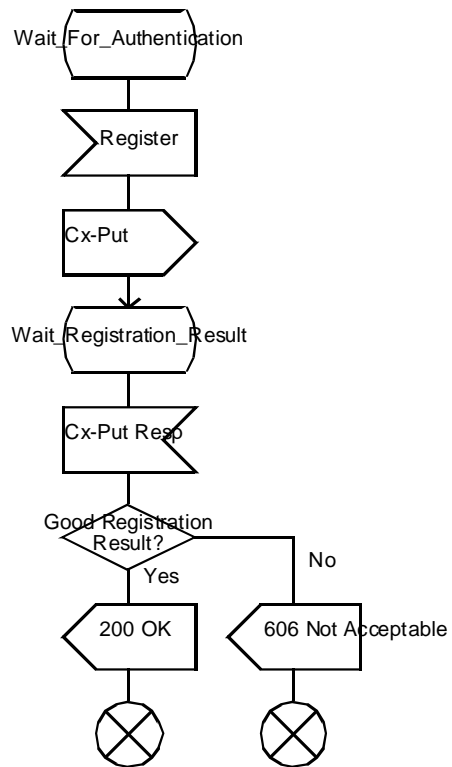 Wait_For_Authentication
Register
Cx-Put
Wait_Registration_Result
Cx-Put Resp
Good Registration
Result?
Yes
No
200 OK
606 Not Acceptable